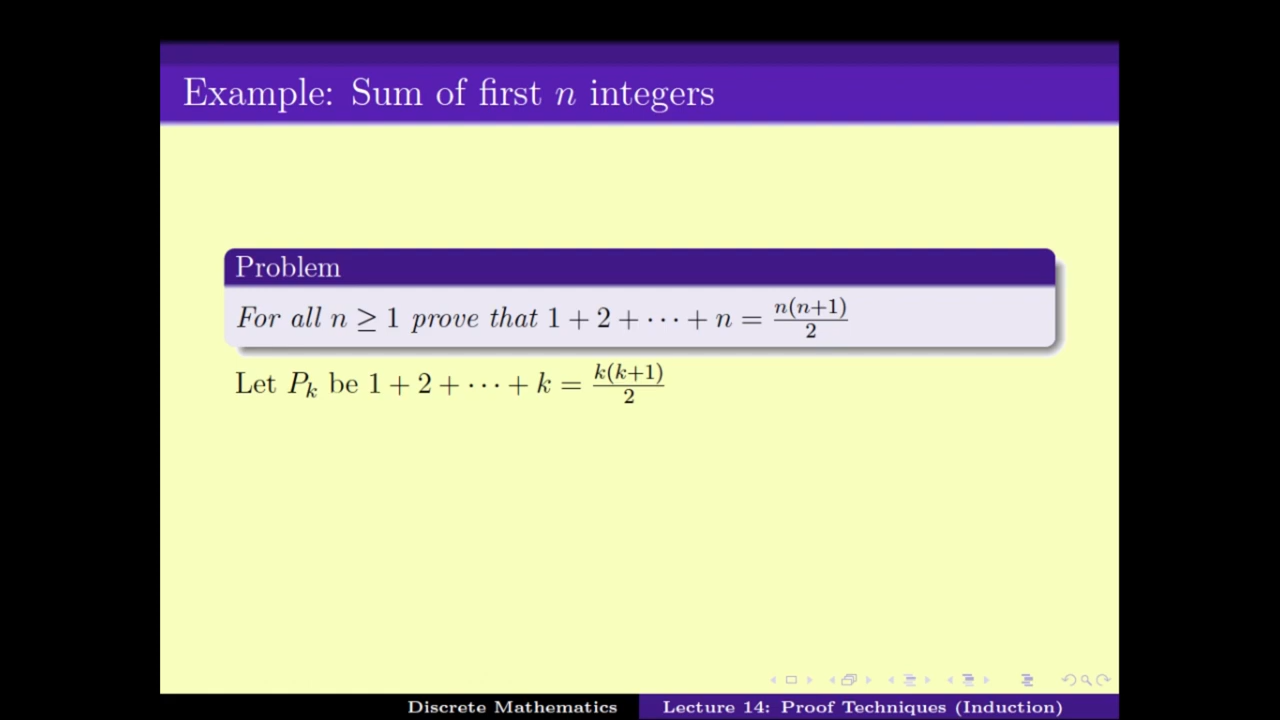 Example: Sum of first n integers
Problem
For all n ≥ 1 prove that 1 + 2 + ··· + n = n(n+1)/2
Let P_k be 1 + 2 + ··· + k = k(k+1)/2
Discrete Mathematics Lecture 14: Proof Techniques (Induction)